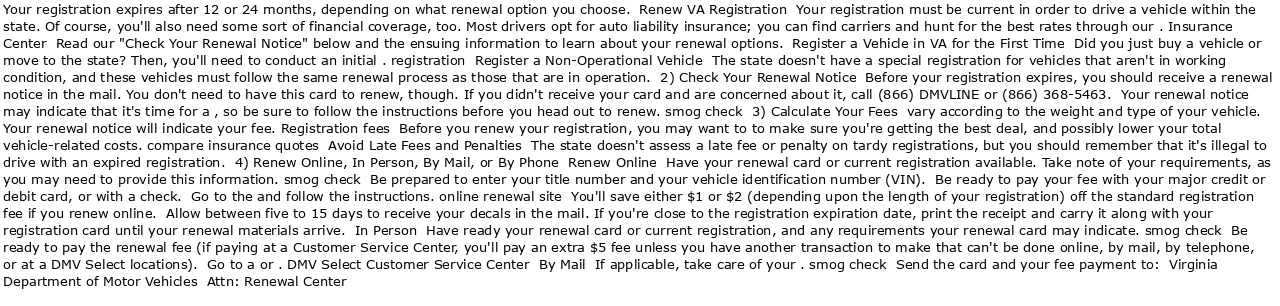 Your registration expires after 12 or 24 months, depending on what renewal option you choose.  Renew VA Registration  Your registration must be current in order to drive a vehicle within the
state. Of course, you'll also need some sort of financial coverage, too. Most drivers opt for auto liability insurance; you can find carriers and hunt for the best rates through our . Insurance
Center  Read our "Check Your Renewal Notice" below and the ensuing information to learn about your renewal options.  Register a Vehicle in VA for the First Time  Did you just buy a vehicle or
move to the state? Then, you'll need to conduct an initial . registration  Register a Non-Operational Vehicle  The state doesn't have a special registration for vehicles that aren't in working
condition, and these vehicles must follow the same renewal process as those that are in operation.  2) Check Your Renewal Notice  Before your registration expires, you should receive a renewal
notice in the mail. You don't need to have this card to renew, though. If you didn't receive your card and are concerned about it, call (866) DMVLINE or (866) 368-5463.  Your renewal notice
may indicate that it's time for a , so be sure to follow the instructions before you head out to renew. smog check  3) Calculate Your Fees  vary according to the weight and type of your vehicle.
Your renewal notice will indicate your fee. Registration fees  Before you renew your registration, you may want to to make sure you're getting the best deal, and possibly lower your total
vehicle-related costs. compare insurance quotes  Avoid Late Fees and Penalties  The state doesn't assess a late fee or penalty on tardy registrations, but you should remember that it's illegal to
drive with an expired registration.  4) Renew Online, In Person, By Mail, or By Phone  Renew Online  Have your renewal card or current registration available. Take note of your requirements, as
you may need to provide this information. smog check  Be prepared to enter your title number and your vehicle identification number (VIN).  Be ready to pay your fee with your major credit or
debit card, or with a check.  Go to the and follow the instructions. online renewal site  You'll save either $1 or $2 (depending upon the length of your registration) off the standard registration
fee if you renew online.  Allow between five to 15 days to receive your decals in the mail. If you're close to the registration expiration date, print the receipt and carry it along with your
registration card until your renewal materials arrive.  In Person  Have ready your renewal card or current registration, and any requirements your renewal card may indicate. smog check  Be
ready to pay the renewal fee (if paying at a Customer Service Center, you'll pay an extra $5 fee unless you have another transaction to make that can't be done online, by mail, by telephone,
or at a DMV Select locations).  Go to a or . DMV Select Customer Service Center  By Mail  If applicable, take care of your . smog check  Send the card and your fee payment to:  Virginia
Department of Motor Vehicles  Attn: Renewal Center